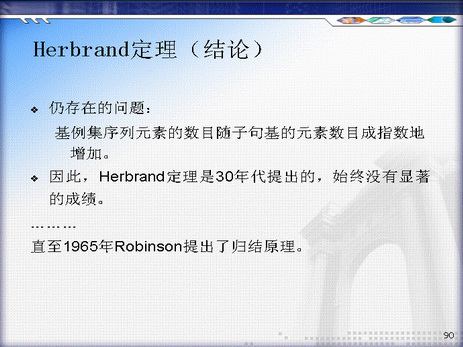 Herbrand定理（结论）
❖ 仍存在的问题：
基例集序列元素的数目随子句基的元素数目成指数地
增加。
❖ 因此，Herbrand定理是30年代提出的，始终没有显著
的成绩。
………
直至1965年Robinson提出了归结原理。
90